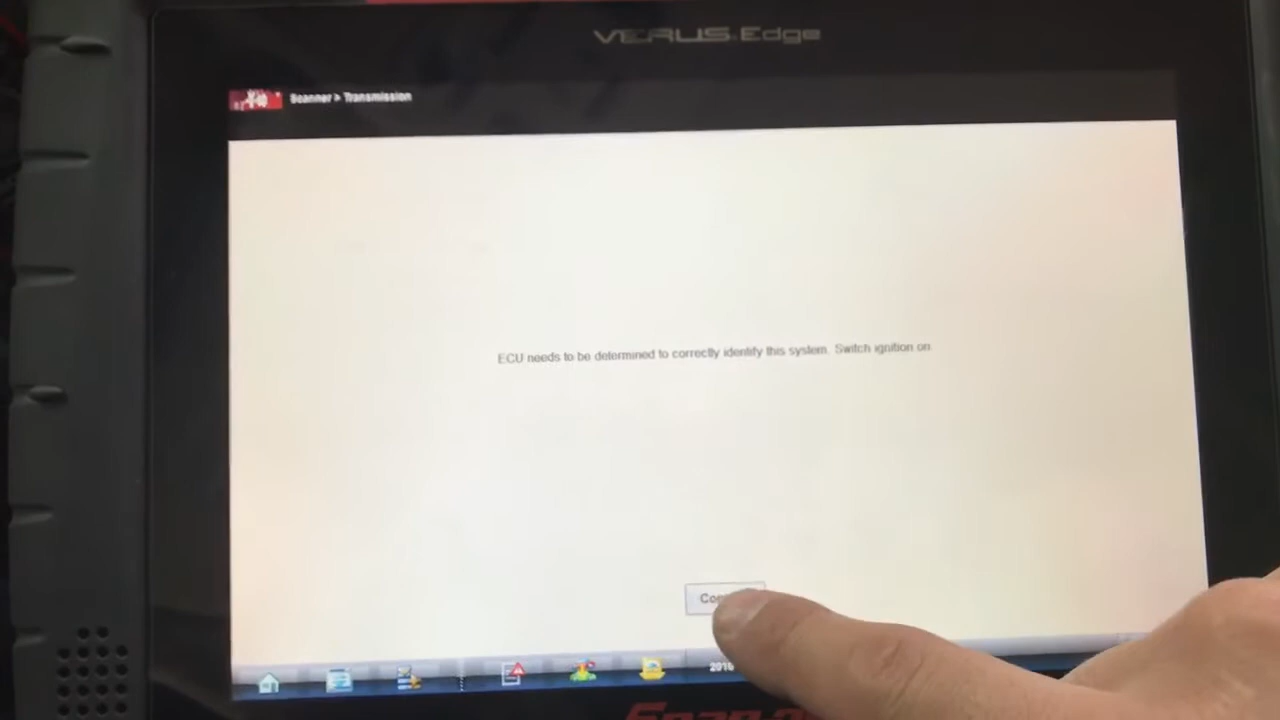 VERUS Edge
Scanner > Transmission
ECU needs to be determined to correctly identify this system. Switch ignition on.